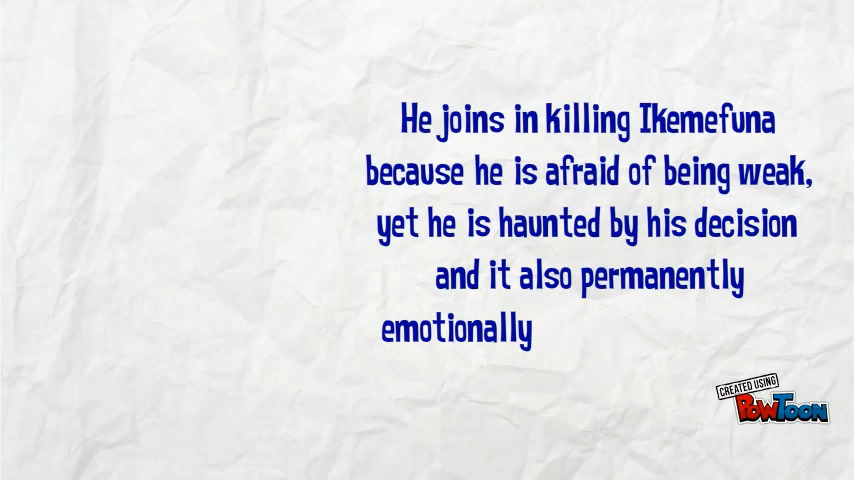 He joins in killing Ikemefuna
because he is afraid of being weak,
yet he is haunted by his decision
and it also permanently
emotionally
CREATED USING
POWTOON